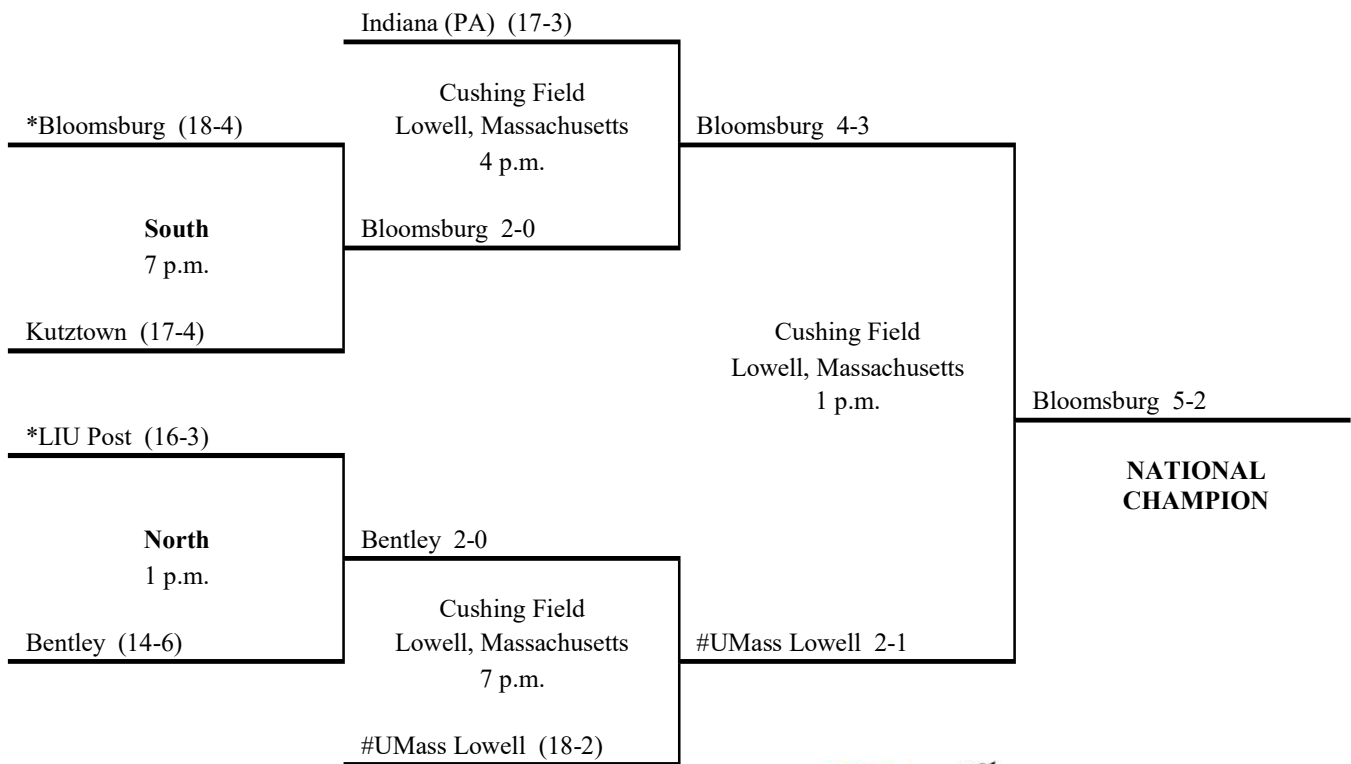 Indiana (PA) (17-3)
Cushing Field
Lowell, Massachusetts
4 p.m.
*Bloomsburg (18-4)
Bloomsburg 4-3
South
7 p.m.
Bloomsburg 2-0
Kutztown (17-4)
Cushing Field
Lowell, Massachusetts
1 p.m.
Bloomsburg 5-2
NATIONAL
CHAMPION
*LIU Post (16-3)
North
1 p.m.
Bentley 2-0
Cushing Field
Lowell, Massachusetts
7 p.m.
Bentley (14-6)
#UMass Lowell 2-1
#UMass Lowell (18-2)